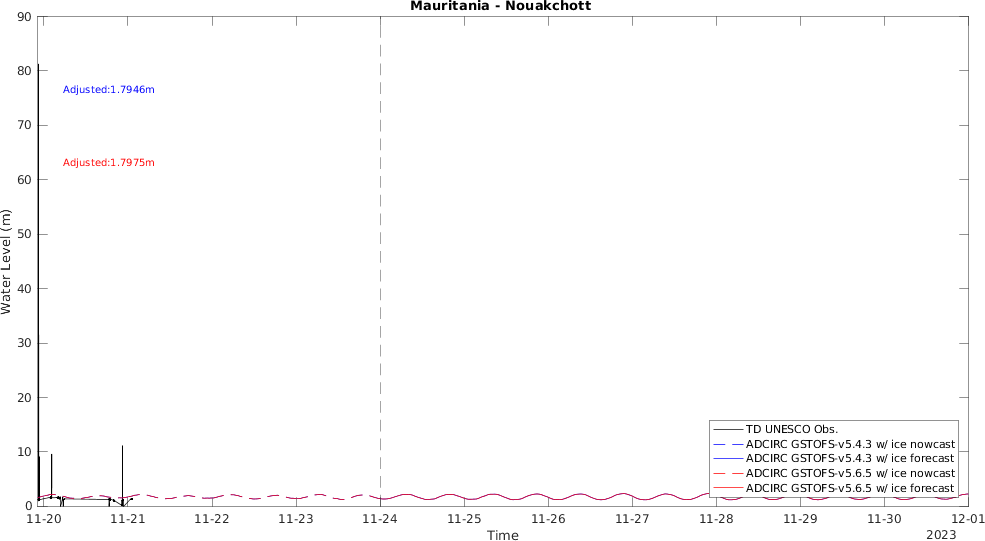 Mauritania - Nouakchott
90
80
70
60
50
40
30
20
10
0
Water Level (m)
Adjusted:1.7946m
Adjusted:1.7975m
TD UNESCO Obs.
ADCIRC GSTOFS-v5.4.3 w/ ice nowcast
ADCIRC GSTOFS-v5.4.3 w/ ice forecast
ADCIRC GSTOFS-v5.6.5 w/ ice nowcast
ADCIRC GSTOFS-v5.6.5 w/ ice forecast
11-20 11-21 11-22 11-23 11-24 11-25 11-26 11-27 11-28 11-29 11-30 12-01
Time
2023